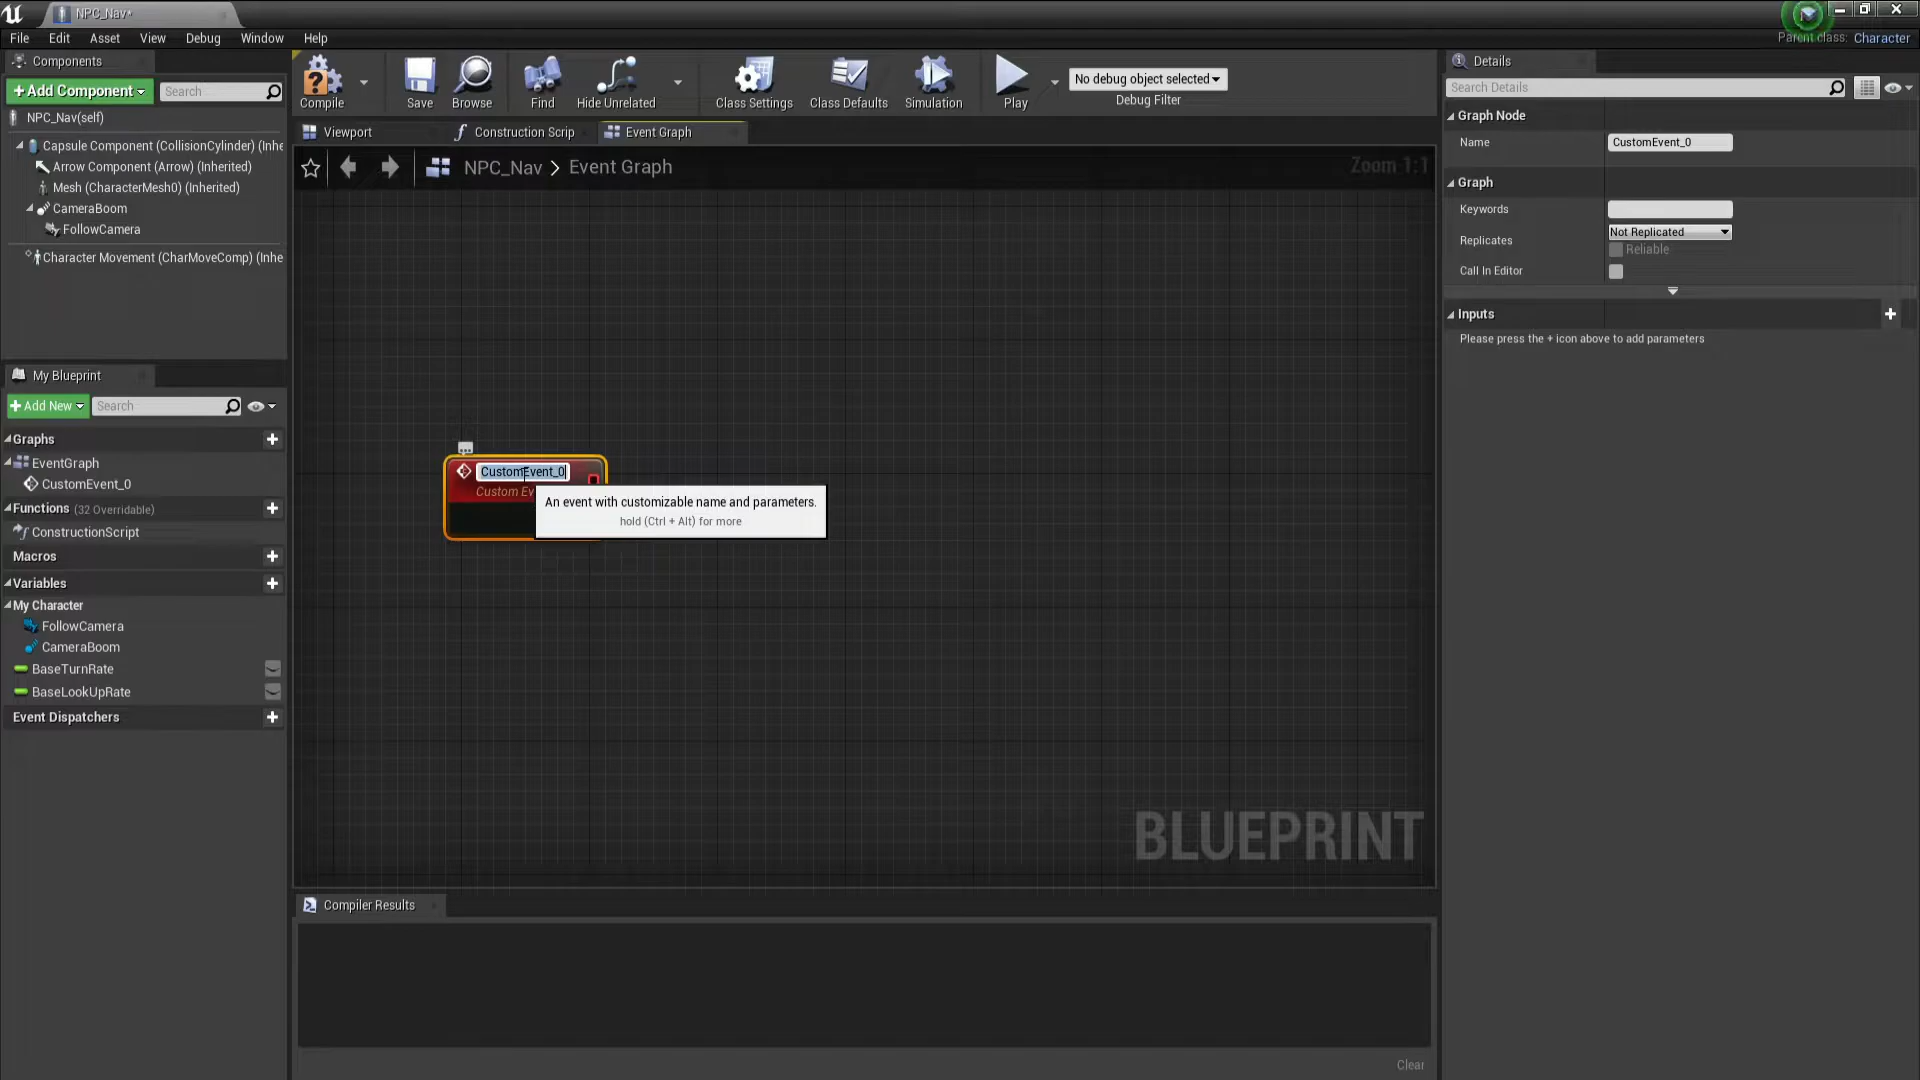 NPC_Nav*
File Edit Asset View Debug Window Help
Parent class: Character
Components
+Add Component
Search
NPC_Nav(self)
Capsule Component (CollisionCylinder) (Inhe
Arrow Component (Arrow) (Inherited)
Mesh (CharacterMesh0) (Inherited)
CameraBoom
FollowCamera
Character Movement (CharMoveComp) (Inhe
My Blueprint
+Add New
Search
Graphs
EventGraph
CustomEvent_0
Functions (32 Overridable)
ConstructionScript
Macros
Variables
My Character
FollowCamera
CameraBoom
BaseTurnRate
BaseLookUpRate
Event Dispatchers
Compile Save Browse Find Hide Unrelated Class Settings Class Defaults Simulation Play
No debug object selected
Debug Filter
Viewport Construction Scrip Event Graph
NPC_Nav > Event Graph
Zoom 1:1
CustomEvent_0
Custom Ev
An event with customizable name and parameters.
hold (Ctrl + Alt) for more
BLUEPRINT
Compiler Results
Clear
Details
Search Details
Graph Node
Name CustomEvent_0
Graph
Keywords
Replicates Not Replicated
Reliable
Call In Editor
Inputs
Please press the + icon above to add parameters